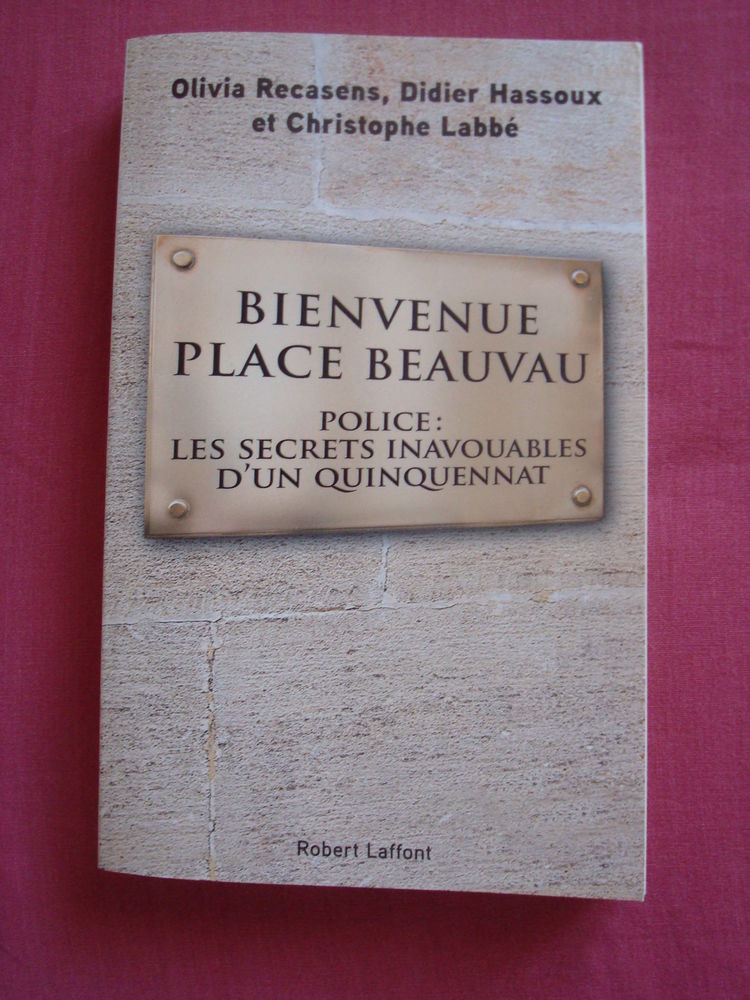 Olivia Recasens, Didier Hassoux
et Christophe Labbé
BIENVENUE
PLACE BEAUVAU
POLICE:
LES SECRETS INAVOUABLES
D'UN QUINQUENNAT
Robert Laffont